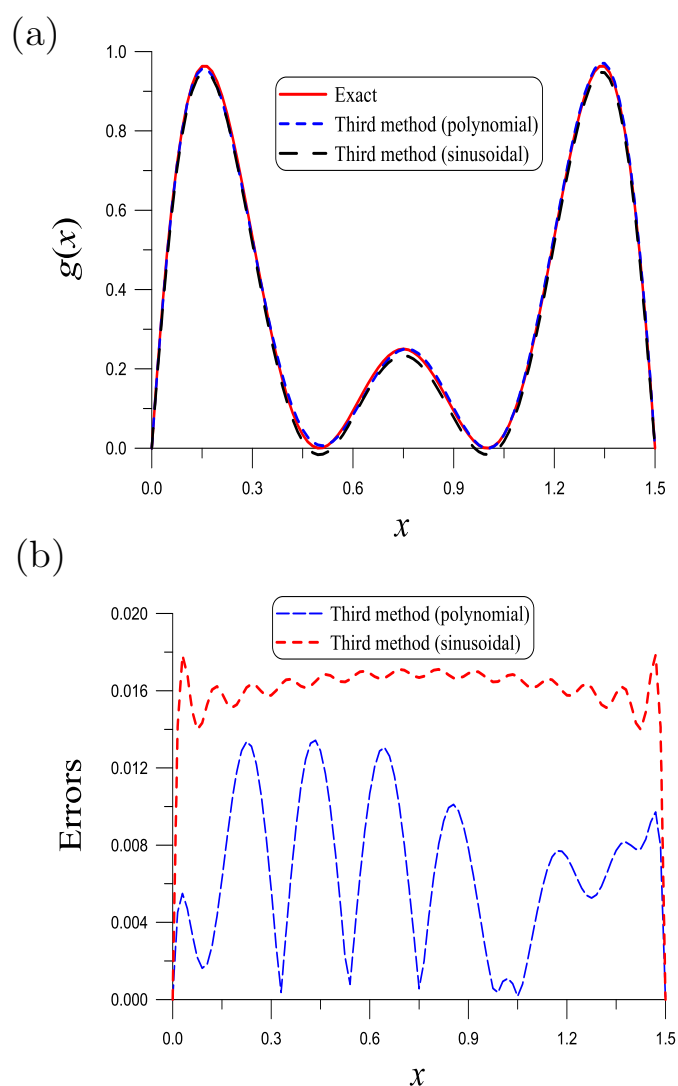 (a)
1.0
0.8
0.6
0.4
0.2
0.0
g(x)
Exact
Third method (polynomial)
Third method (sinusoidal)
0.0 0.3 0.6 0.9 1.2 1.5
x
(b)
0.020
0.016
0.012
0.008
0.004
0.000
Errors
Third method (polynomial)
Third method (sinusoidal)
0.0 0.3 0.6 0.9 1.2 1.5
x